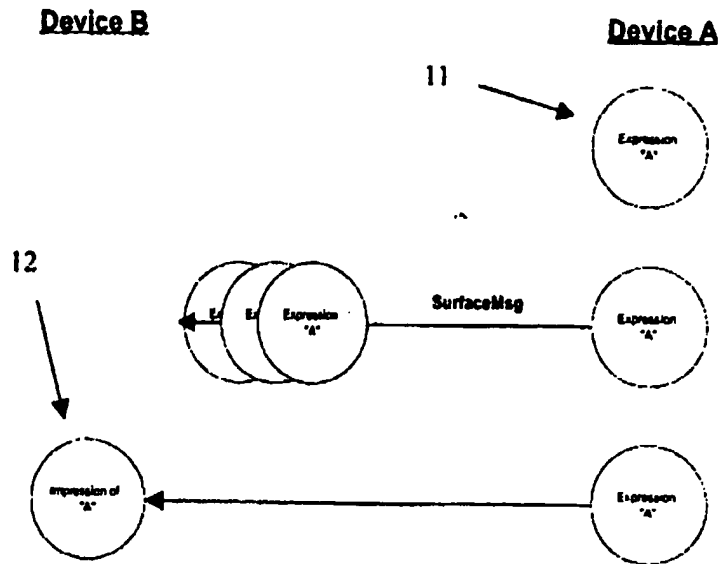 Device B
Device A
11
Expression
"A"
12
Expression
"A"
SurfaceMsg
Expression
"A"
impression of
"A"
Expression
"A"